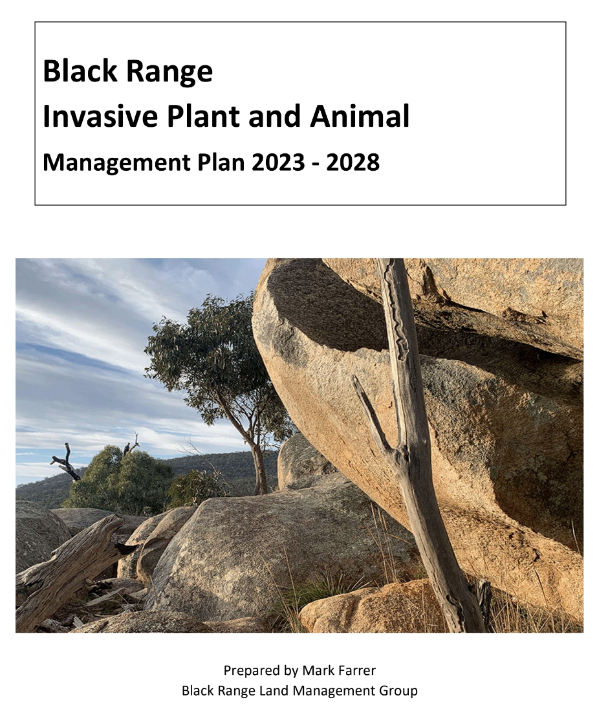 Black Range
Invasive Plant and Animal
Management Plan 2023 - 2028
Prepared by Mark Farrer
Black Range Land Management Group